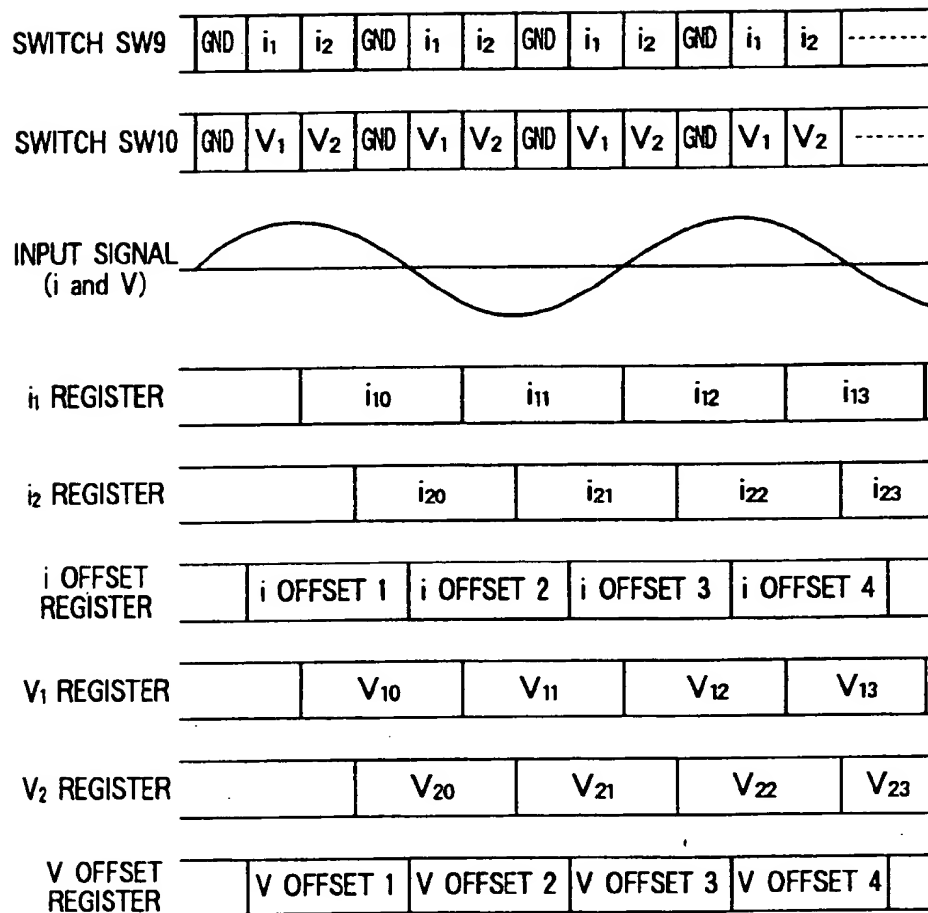 SWITCH SW9 GND i₁ i₂ GND i₁ i₂ GND i₁ i₂ GND i₁ i₂
SWITCH SW10 GND V₁ V₂ GND V₁ V₂ GND V₁ V₂ GND V₁ V₂
INPUT SIGNAL
(i and V)
i₁ REGISTER i₁₀ i₁₁ i₁₂ i₁₃
i₂ REGISTER i₂₀ i₂₁ i₂₂ i₂₃
i OFFSET
REGISTER
i OFFSET 1 i OFFSET 2 i OFFSET 3 i OFFSET 4
V₁ REGISTER V₁₀ V₁₁ V₁₂ V₁₃
V₂ REGISTER V₂₀ V₂₁ V₂₂ V₂₃
V OFFSET
REGISTER
V OFFSET 1 V OFFSET 2 V OFFSET 3 V OFFSET 4